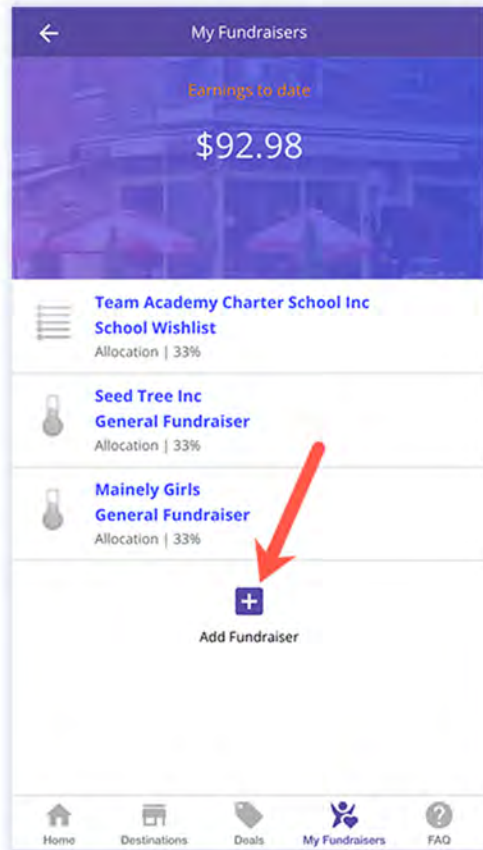 My Fundraisers
Earnings to date
$92.98
Team Academy Charter School Inc
School Wishlist
Allocation | 33%
Seed Tree Inc
General Fundraiser
Allocation | 33%
Mainely Girls
General Fundraiser
Allocation | 33%
Add Fundraiser
Home Destinations Deals My Fundraisers FAQ